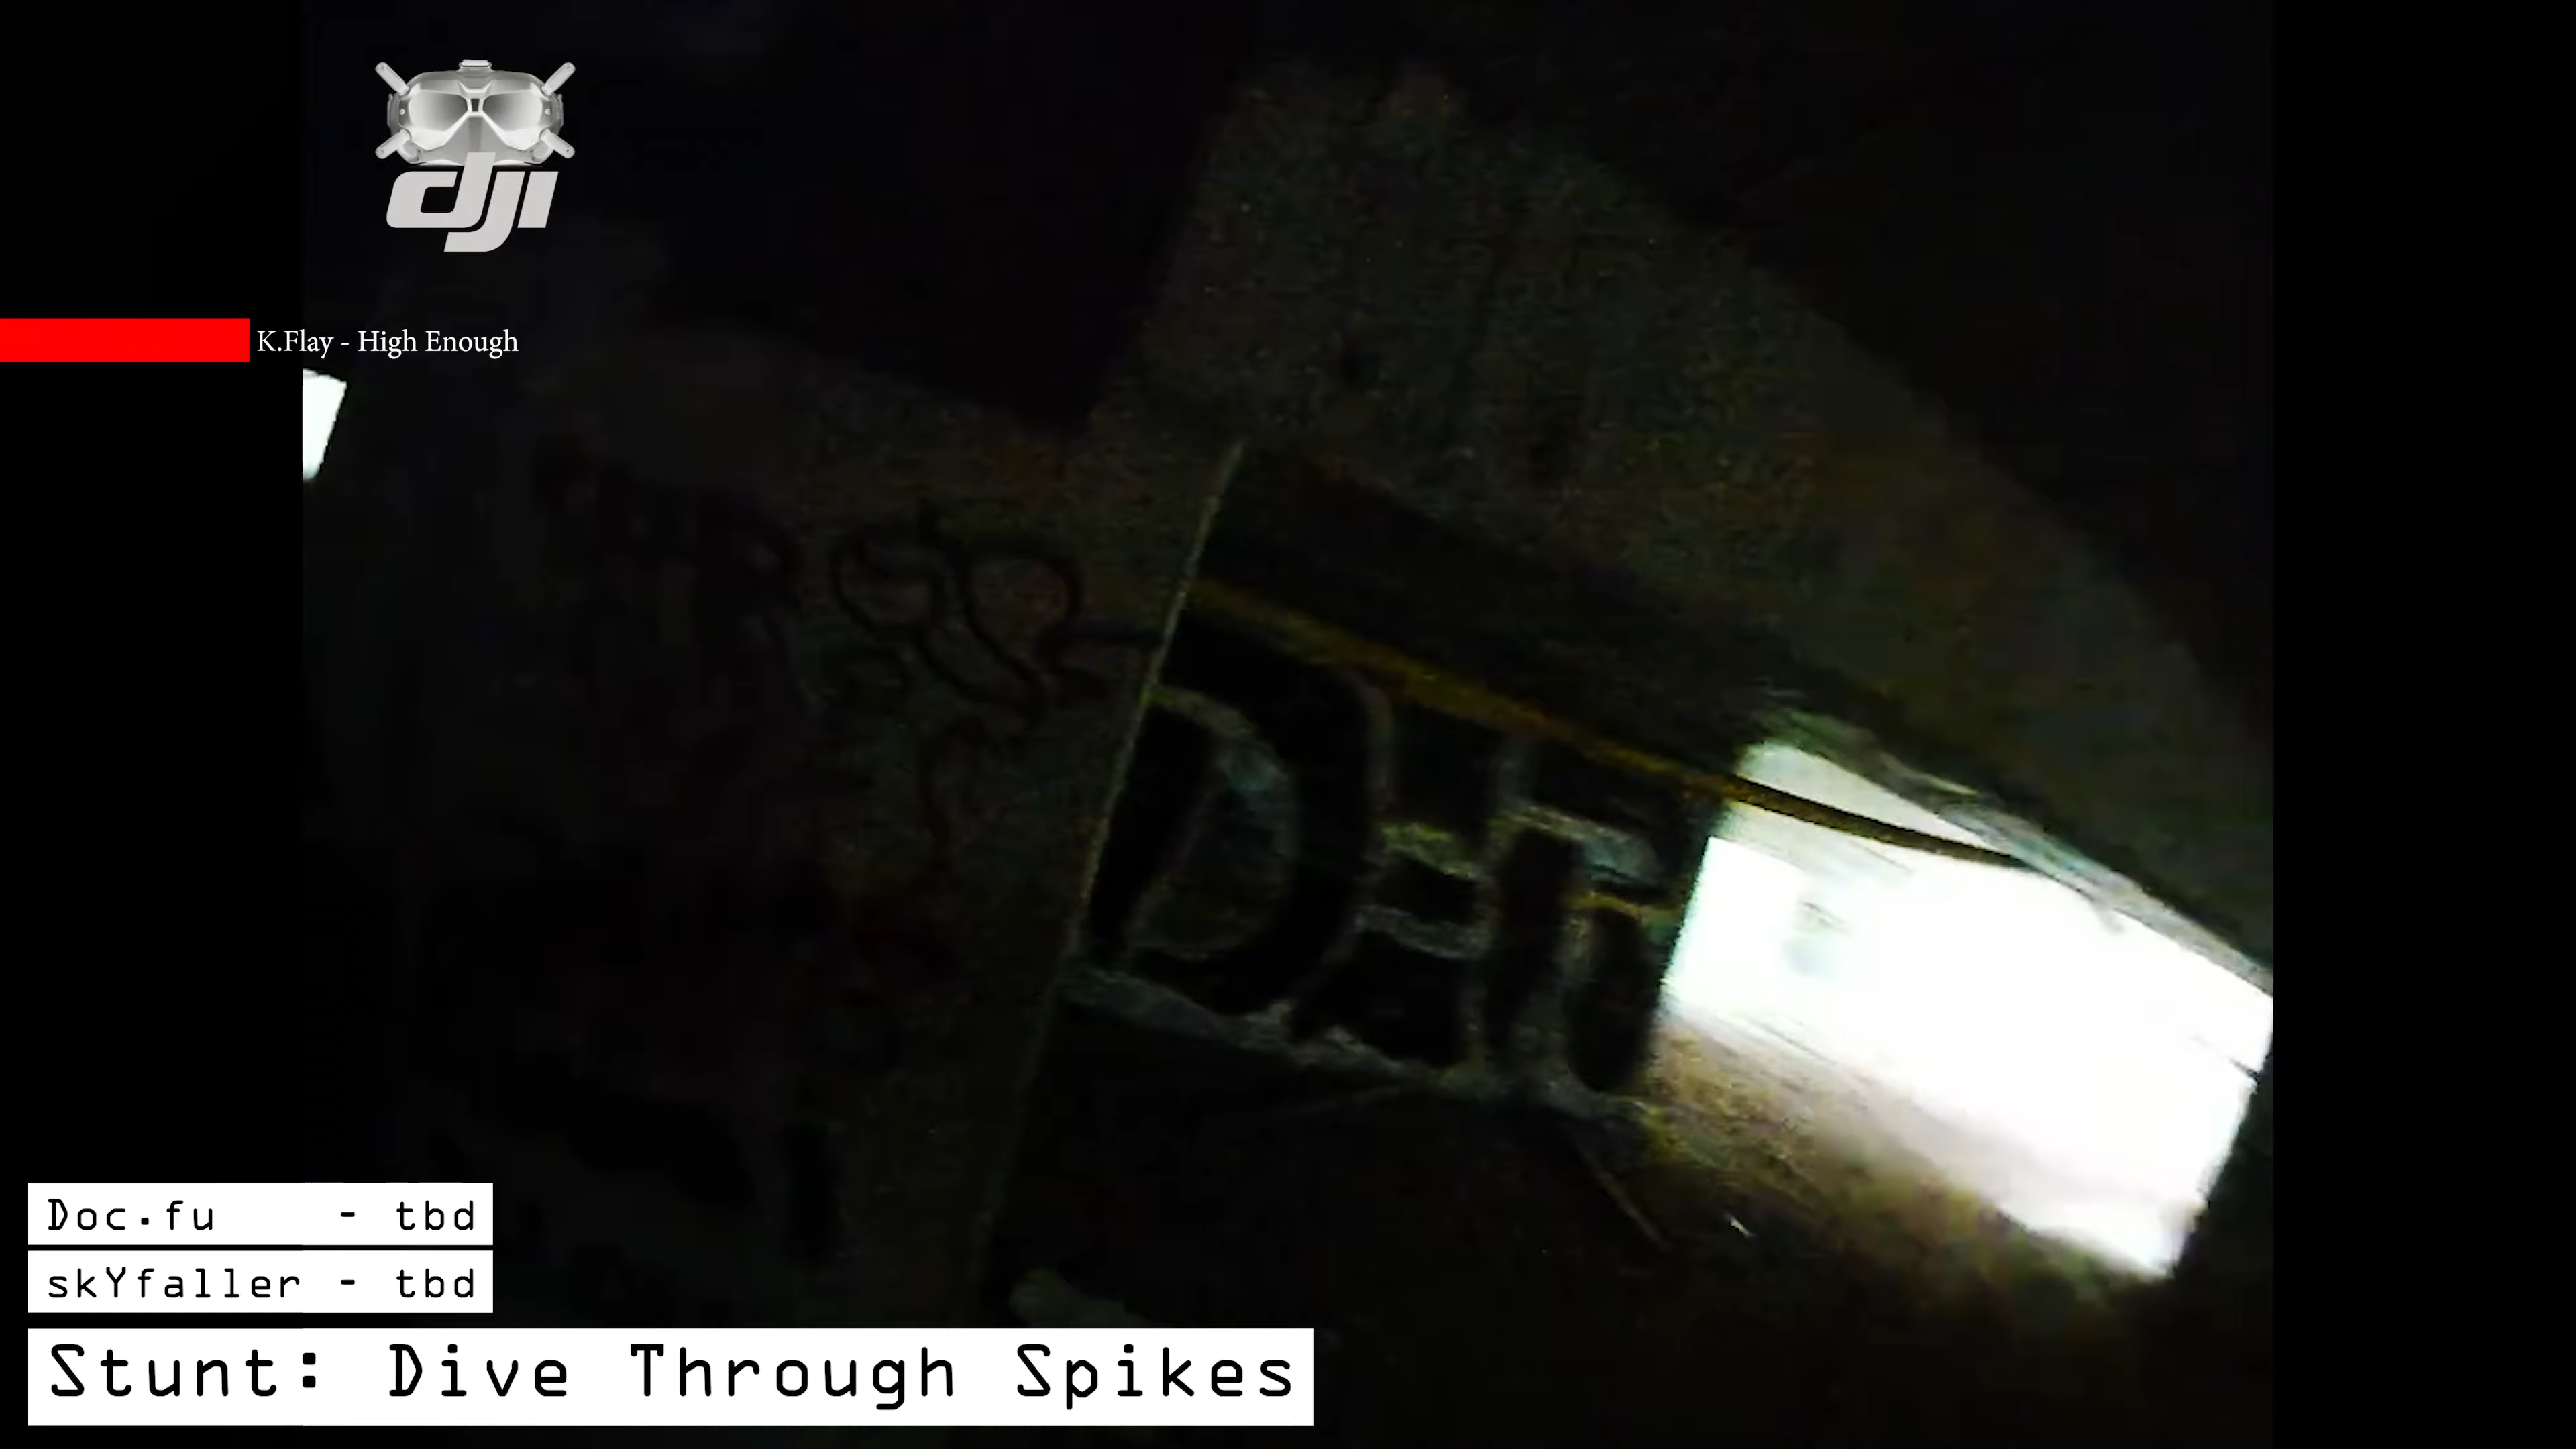 dji
K.Flay - High Enough
Doc.fu - tbd
skYfaller - tbd
Stunt: Dive Through Spikes